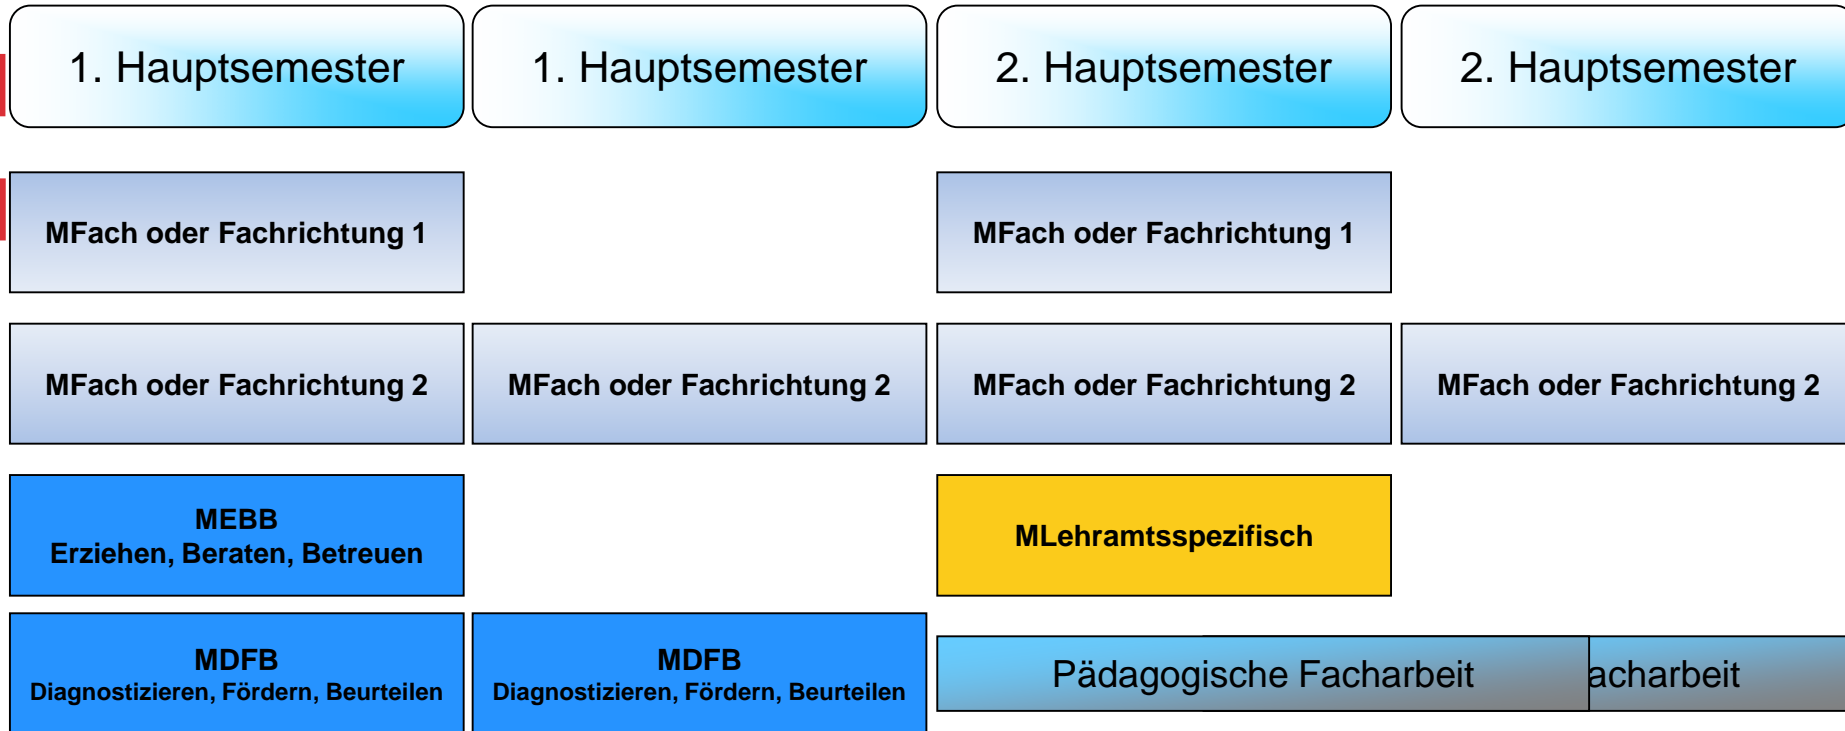 1. Hauptsemester
1. Hauptsemester
2. Hauptsemester
2. Hauptsemester
MFach oder Fachrichtung 1
MFach oder Fachrichtung 1
MFach oder Fachrichtung 2
MFach oder Fachrichtung 2
MFach oder Fachrichtung 2
MFach oder Fachrichtung 2
MEBB
Erziehen, Beraten, Betreuen
MLehramtsspezifisch
MDFB
Diagnostizieren, Fördern, Beurteilen
MDFB
Diagnostizieren, Fördern, Beurteilen
Pädagogische Facharbeit
acharbeit